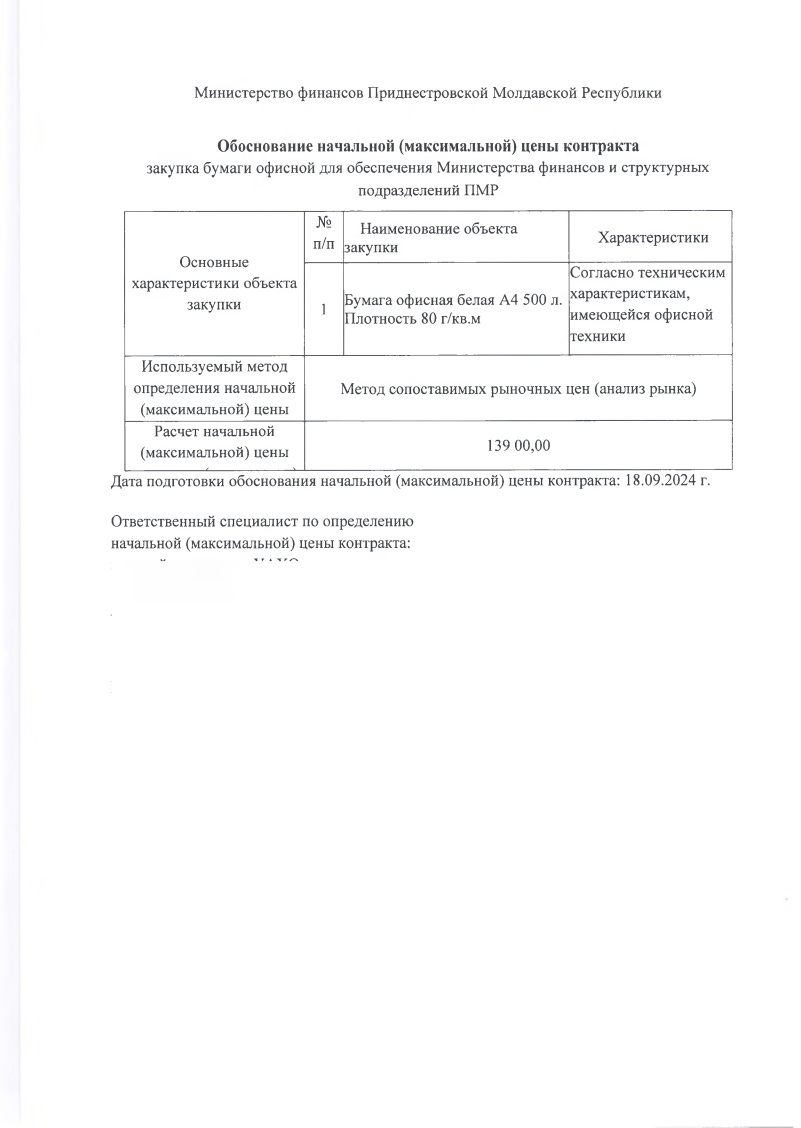 Министерство финансов Приднестровской Молдавской Республики
Обоснование начальной (максимальной) цены контракта
закупка бумаги офисной для обеспечения Министерства финансов и структурных
подразделений ПМР
Основные
характеристики объекта
закупки
№
п/п
Наименование объекта
закупки
Характеристики
1
Бумага офисная белая А4 500 л.
Плотность 80 г/кв.м
Согласно техническим
характеристикам,
имеющейся офисной
техники
Используемый метод
определения начальной
(максимальной) цены
Метод сопоставимых рыночных цен (анализ рынка)
Расчет начальной
(максимальной) цены
139 00,00
Дата подготовки обоснования начальной (максимальной) цены контракта: 18.09.2024 г.
Ответственный специалист по определению
начальной (максимальной) цены контракта: